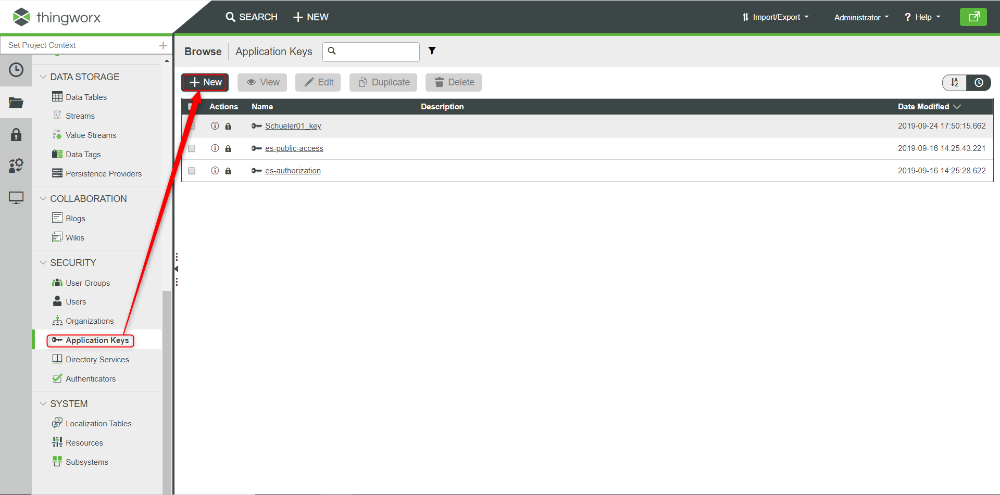 thingworx
SEARCH
NEW
Import/Export
Administrator
? Help
Set Project Context
Browse
Application Keys
New
View
Edit
Duplicate
Delete
Actions
Name
Description
Date Modified
Schueler01_key
2019-09-24 17:50:15.662
es-public-access
2019-09-16 14:25:43.221
es-authorization
2019-09-16 14:25:28.622
DATA STORAGE
Data Tables
Streams
Value Streams
Data Tags
Persistence Providers
COLLABORATION
Blogs
Wikis
SECURITY
User Groups
Users
Organizations
Application Keys
Directory Services
Authenticators
SYSTEM
Localization Tables
Resources
Subsystems